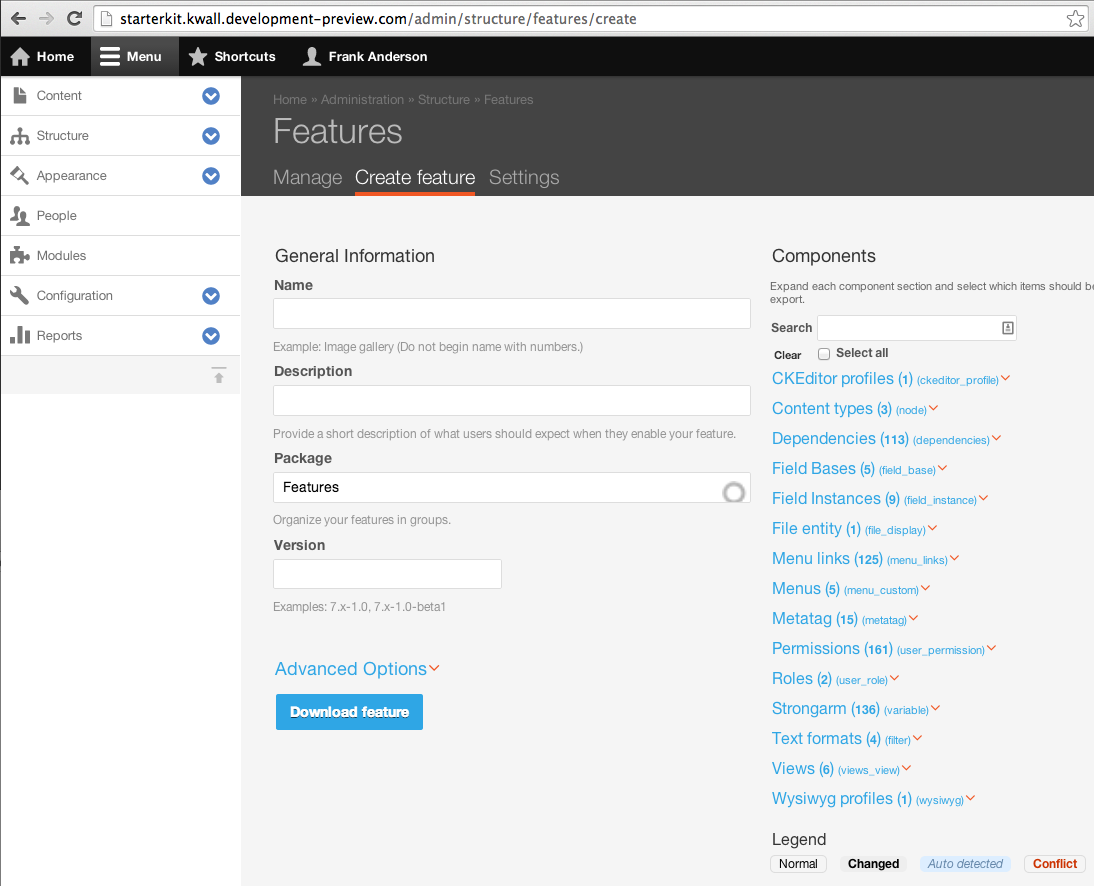 starterkit.kwall.development-preview.com/admin/structure/features/create
Home Menu Shortcuts Frank Anderson
Content
Structure
Appearance
People
Modules
Configuration
Reports
Home » Administration » Structure » Features
Features
Manage Create feature Settings
General Information
Name
Example: Image gallery (Do not begin name with numbers.)
Description
Provide a short description of what users should expect when they enable your feature.
Package
Features
Organize your features in groups.
Version
Examples: 7.x-1.0, 7.x-1.0-beta1
Advanced Options
Download feature
Components
Expand each component section and select which items should be
export.
Search
Clear Select all
CKEditor profiles (1) (ckeditor_profile)
Content types (3) (node)
Dependencies (113) (dependencies)
Field Bases (5) (field_base)
Field Instances (9) (field_instance)
File entity (1) (file_display)
Menu links (125) (menu_links)
Menus (5) (menu_custom)
Metatag (15) (metatag)
Permissions (161) (user_permission)
Roles (2) (user_role)
Strongarm (136) (variable)
Text formats (4) (filter)
Views (6) (views_view)
Wysiwyg profiles (1) (wysiwyg)
Legend
Normal Changed Auto detected Conflict